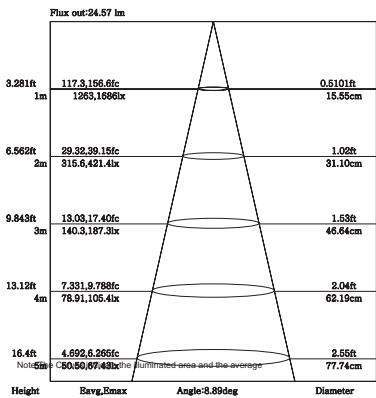 Flux out:24.57 lm
3.281ft 117.3,156.6fc 0.5101ft
1m 1263,1686lx 15.55cm
6.562ft 29.32,39.15fc 1.02ft
2m 315.6,421.4lx 31.10cm
9.843ft 13.03,17.40fc 1.53ft
3m 140.3,187.3lx 46.64cm
13.12ft 7.331,9.788fc 2.04ft
4m 78.91,105.4lx 62.19cm
16.4ft 4.692,6.265fc 2.55ft
Note:The the illuminated area and the average
5m 50.50,67.43lx 77.74cm
Height Eavg,Emax Angle:8.89deg Diameter